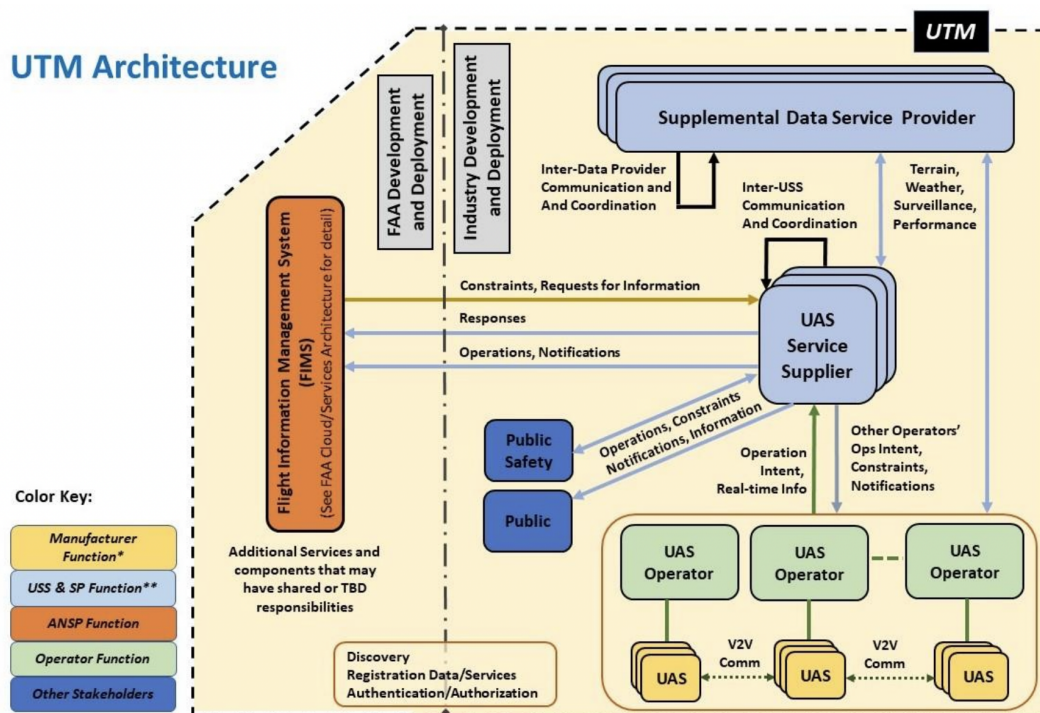 UTM Architecture
UTM
FAA Development
and Deployment
Industry Development
and Deployment
Supplemental Data Service Provider
Inter-Data Provider
Communication and
And Coordination
Inter-USS
Communication
And Coordination
Terrain,
Weather,
Surveillance,
Performance
Flight Information Management System
(FIMS)
(See FAA Cloud/Services Architecture for detail)
Constraints, Requests for Information
Responses
Operations, Notifications
UAS
Service
Supplier
Operations, Constraints
Notifications, Information
Public
Safety
Public
Operation
Intent,
Real-time Info
Other Operators'
Ops Intent,
Constraints,
Notifications
Color Key:
Manufacturer
Function*
USS & SP Function**
ANSP Function
Operator Function
Other Stakeholders
Additional Services and
components that may
have shared or TBD
responsibilities
Discovery
Registration Data/Services
Authentication/Authorization
UAS
Operator
UAS
Operator
UAS
Operator
V2V
Comm
V2V
Comm
UAS
UAS
UAS